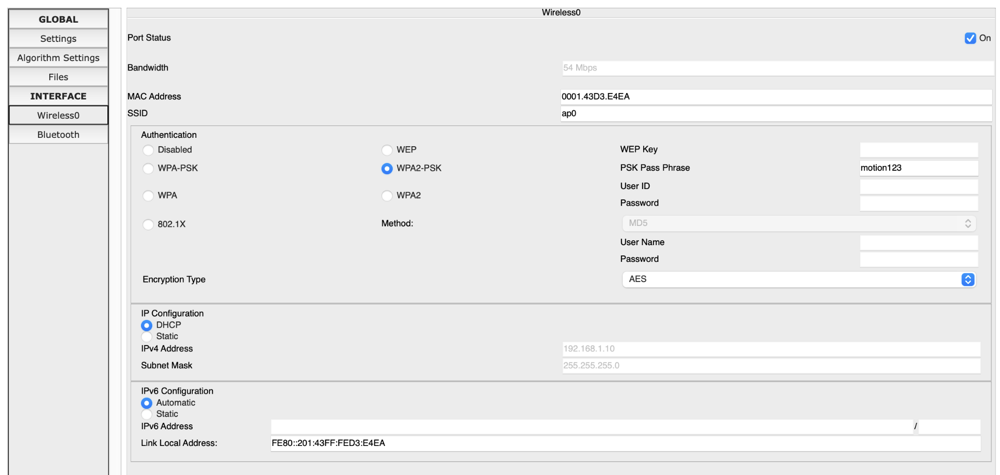 GLOBAL
Settings
Algorithm Settings
Files
INTERFACE
Wireless0
Bluetooth
Wireless0
Port Status
On
Bandwidth
54 Mbps
MAC Address
0001.43D3.E4EA
SSID
ap0
Authentication
Disabled
WEP
WEP Key
WPA-PSK
WPA2-PSK
PSK Pass Phrase
motion123
User ID
WPA
WPA2
Password
802.1X
Method:
MD5
User Name
Password
Encryption Type
AES
IP Configuration
DHCP
Static
IPv4 Address
192.168.1.10
Subnet Mask
255.255.255.0
IPv6 Configuration
Automatic
Static
IPv6 Address
/
Link Local Address:
FE80::201:43FF:FED3:E4EA